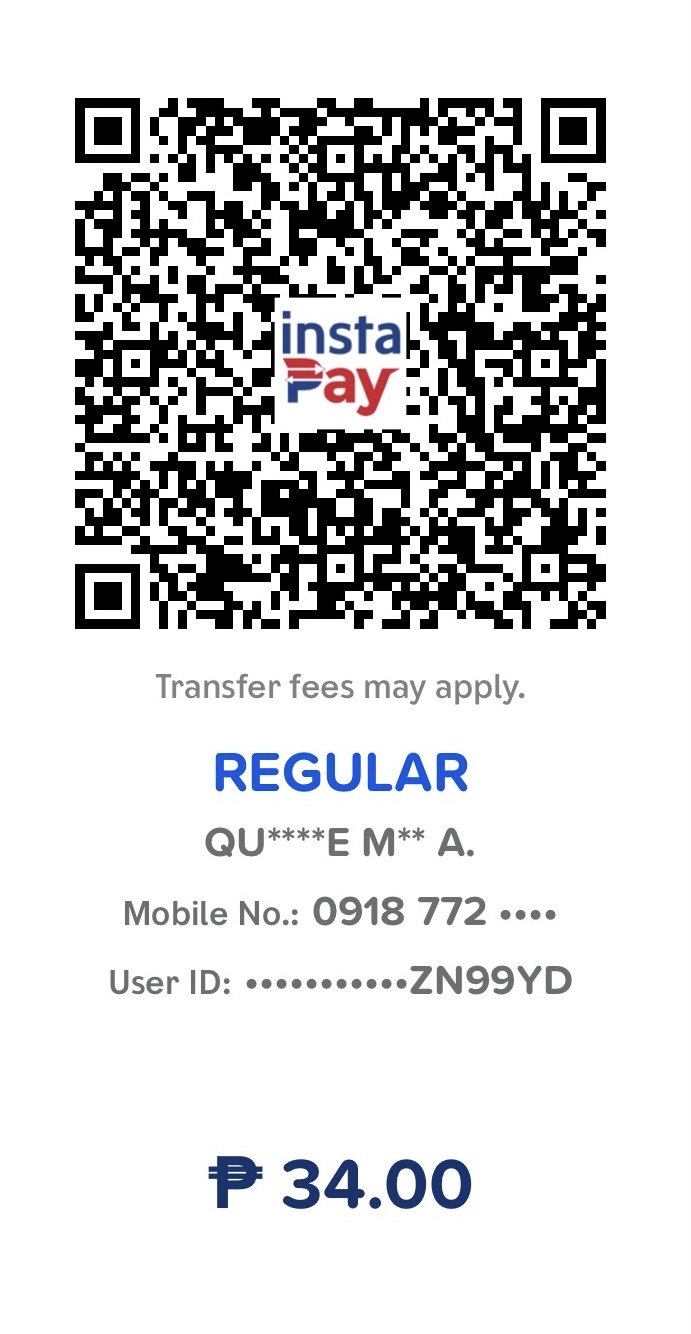 insta
Pay
Transfer fees may apply.
REGULAR
QU****E M** A.
Mobile No.: 0918 772 ••••
User ID: •••••••••••ZN99YD
₱ 34.00